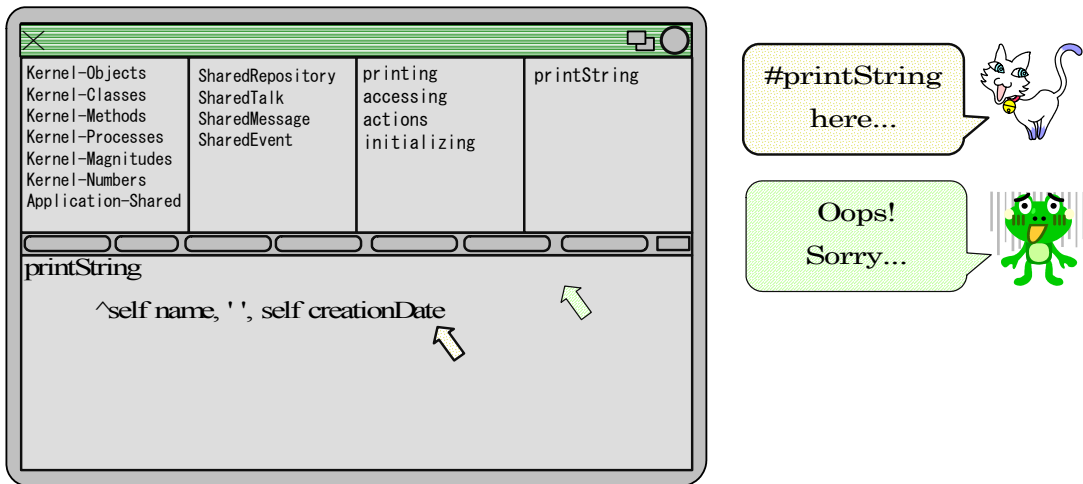 Kernel-Objects
Kernel-Classes
Kernel-Methods
Kernel-Processes
Kernel-Magnitudes
Kernel-Numbers
Application-Shared
SharedRepository
SharedTalk
SharedMessage
SharedEvent
printing
accessing
actions
initializing
printString
printString
^self name, ' ', self creationDate
#printString
here...
Oops!
Sorry...